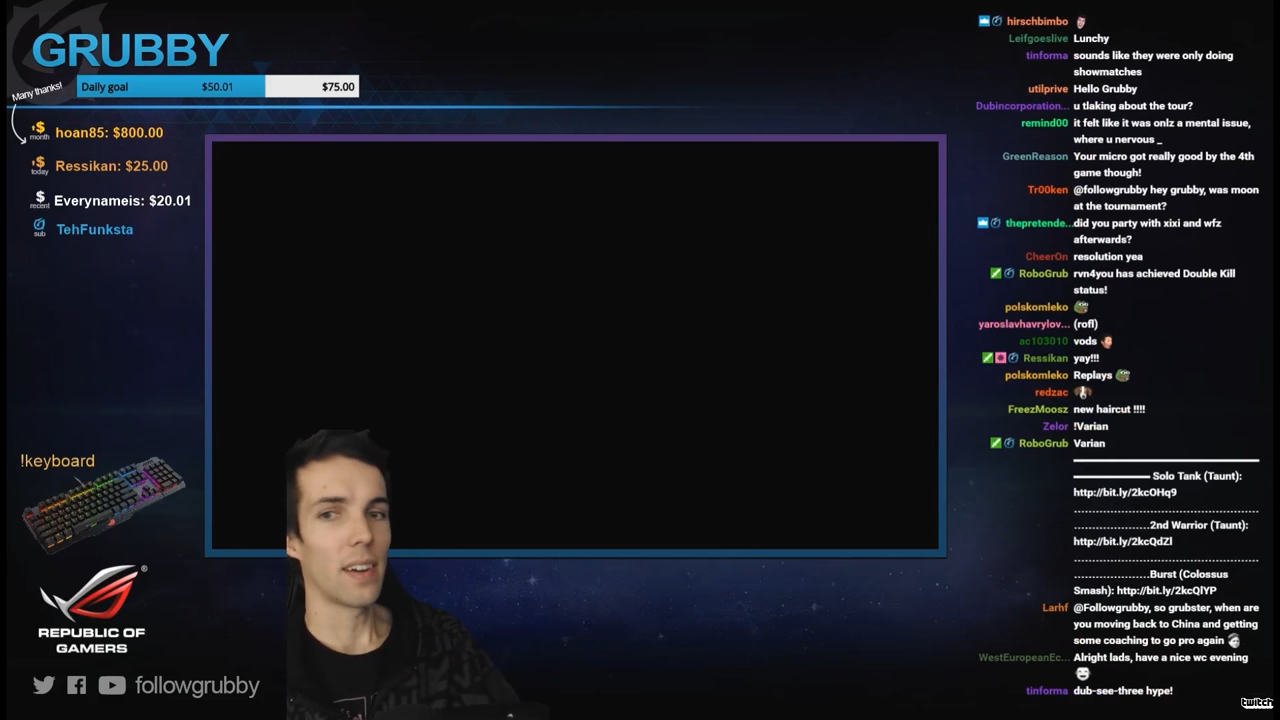 GRUBBY
Many thanks!
Daily goal $50.01 $75.00
$ month hoan85: $800.00
$ today Ressikan: $25.00
$ recent Everynameis: $20.01
sub TehFunksta
!keyboard
REPUBLIC OF
GAMERS
followgrubby
hirschbimbo
Leifgoeslive Lunchy
tinforma sounds like they were only doing
showmatches
utilprive Hello Grubby
Dubincorporation... u tlaking about the tour?
remind00 it felt like it was onlz a mental issue,
where u nervous _
GreenReason Your micro got really good by the 4th
game though!
Tr00ken @followgrubby hey grubby, was moon
at the tournament?
thepretende... did you party with xixi and wfz
afterwards?
CheerOn resolution yea
RoboGrub rvn4you has achieved Double Kill
status!
polskomleko
yaroslavhavrylov... (rofl)
ac103010 vods
Ressikan yay!!!
polskomleko Replays
redzac
FreezMoosz new haircut !!!!
Zelor !Varian
RoboGrub Varian
Solo Tank (Taunt):
http://bit.ly/2kcOHq9
2nd Warrior (Taunt):
http://bit.ly/2kcQdZl
Burst (Colossus
Smash): http://bit.ly/2kcQlYP
Larhf @Followgrubby, so grubster, when are
you moving back to China and getting
some coaching to go pro again
WestEuropeanEc... Alright lads, have a nice wc evening
tinforma dub-see-three hype!
twitch